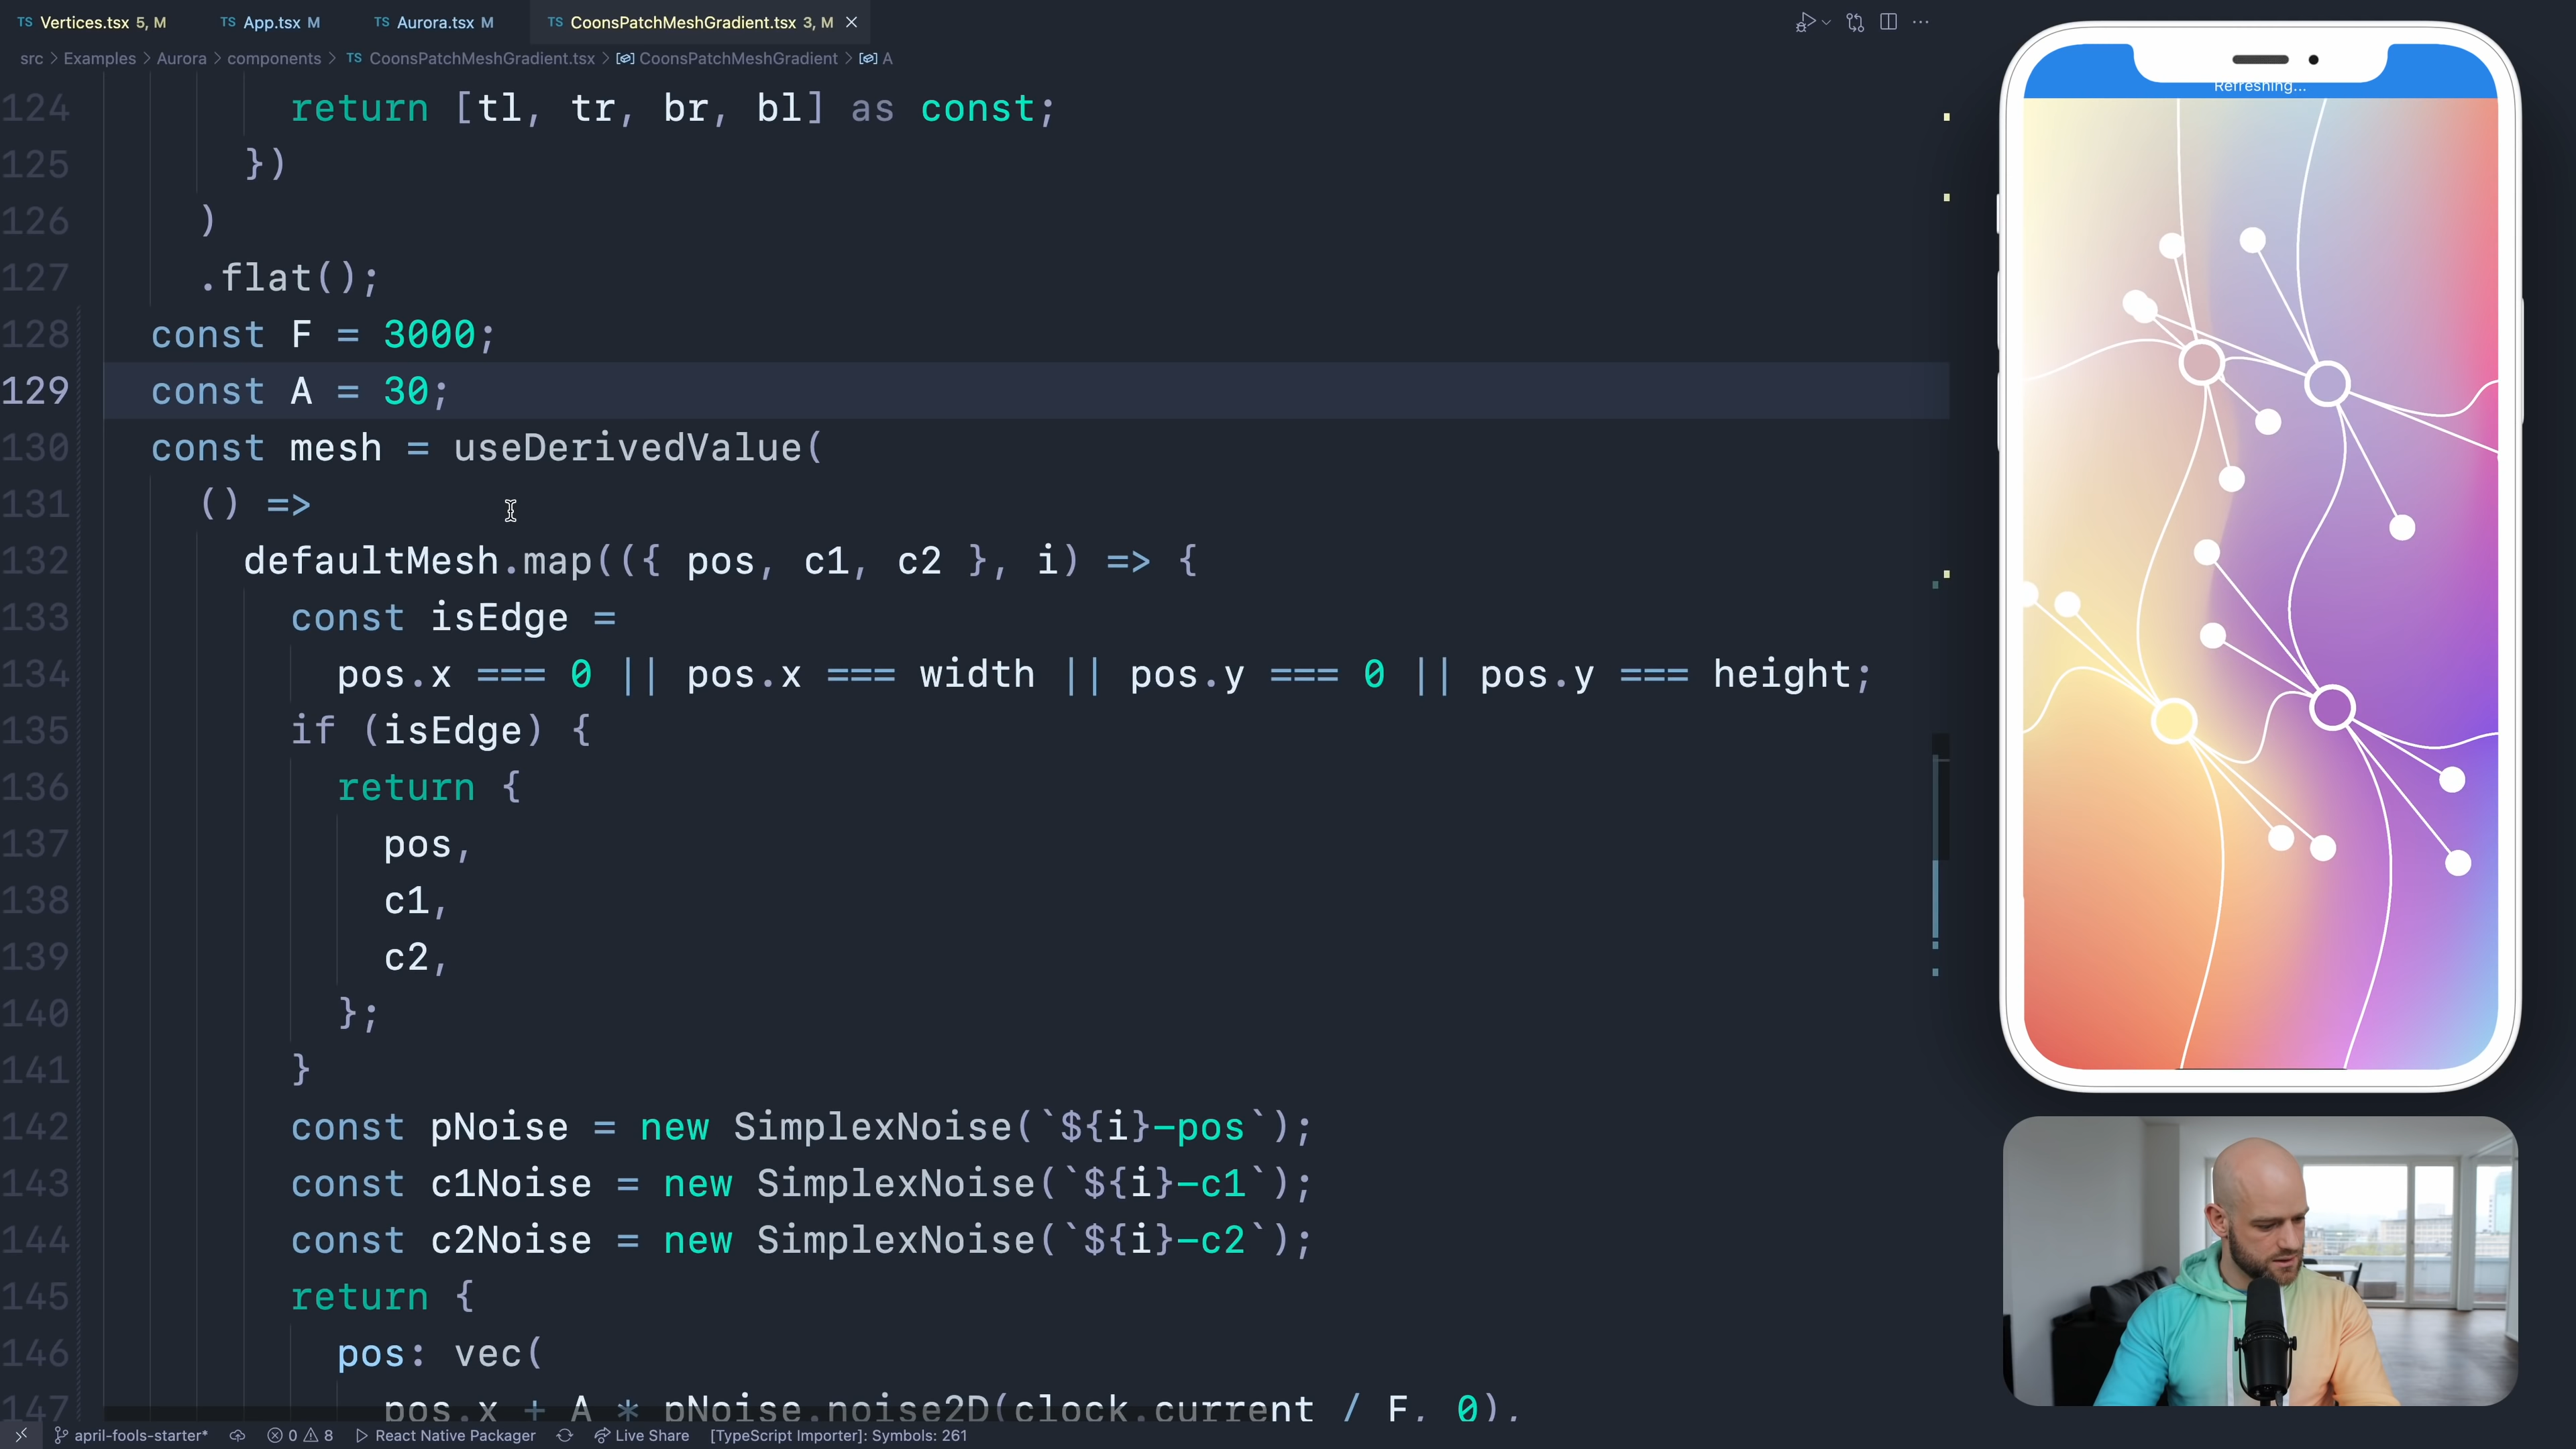 TS Vertices.tsx 5, M TS App.tsx M TS Aurora.tsx M TS CoonsPatchMeshGradient.tsx 3, M
src > Examples > Aurora > components > TS CoonsPatchMeshGradient.tsx > CoonsPatchMeshGradient > A
Refreshing...
124 return [tl, tr, br, bl] as const;
125 })
126 )
127 .flat();
128 const F = 3000;
129 const A = 30;
130 const mesh = useDerivedValue(
131 () =>
132 defaultMesh.map(({ pos, c1, c2 }, i) => {
133 const isEdge =
134 pos.x === 0 || pos.x === width || pos.y === 0 || pos.y === height;
135 if (isEdge) {
136 return {
137 pos,
138 c1,
139 c2,
140 };
141 }
142 const pNoise = new SimplexNoise(`${i}-pos`);
143 const c1Noise = new SimplexNoise(`${i}-c1`);
144 const c2Noise = new SimplexNoise(`${i}-c2`);
145 return {
146 pos: vec(
147 pos.x + A * pNoise.noise2D(clock.current / F, 0),
april-fools-starter* 0 8 React Native Packager Live Share [TypeScript Importer]: Symbols: 261